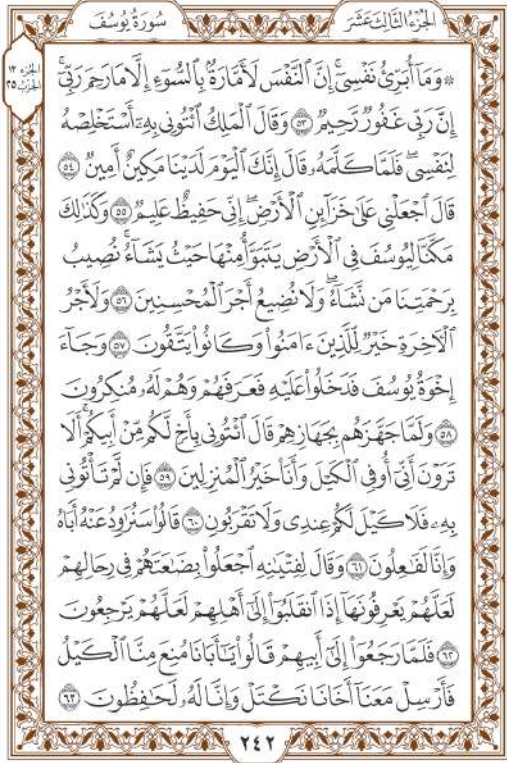 الجزء الثالث عشر
سورة يوسف
الجزء ١٣
الحزب ٢٥
۞ وَمَآ أُبَرِّئُ نَفْسِيٓۚ إِنَّ ٱلنَّفْسَ لَأَمَّارَةُۢ بِٱلسُّوٓءِ إِلَّا مَا رَحِمَ رَبِّيٓۚ
إِنَّ رَبِّي غَفُورٞ رَّحِيمٞ ٥٣ وَقَالَ ٱلْمَلِكُ ٱئْتُونِي بِهِۦٓ أَسْتَخْلِصْهُ
لِنَفْسِيۖ فَلَمَّا كَلَّمَهُۥ قَالَ إِنَّكَ ٱلْيَوْمَ لَدَيْنَا مَكِينٌ أَمِينٞ ٥٤
قَالَ ٱجْعَلْنِي عَلَىٰ خَزَآئِنِ ٱلْأَرْضِۖ إِنِّي حَفِيظٌ عَلِيمٞ ٥٥ وَكَذَٰلِكَ
مَكَّنَّا لِيُوسُفَ فِي ٱلْأَرْضِ يَتَبَوَّأُ مِنْهَا حَيْثُ يَشَآءُۚ نُصِيبُ
بِرَحْمَتِنَا مَن نَّشَآءُۖ وَلَا نُضِيعُ أَجْرَ ٱلْمُحْسِنِينَ ٥٦ وَلَأَجْرُ
ٱلْأٓخِرَةِ خَيْرٞ لِّلَّذِينَ ءَامَنُواْ وَكَانُواْ يَتَّقُونَ ٥٧ وَجَآءَ
إِخْوَةُ يُوسُفَ فَدَخَلُواْ عَلَيْهِ فَعَرَفَهُمْ وَهُمْ لَهُۥ مُنكِرُونَ
٥٨ وَلَمَّا جَهَّزَهُم بِجَهَازِهِمْ قَالَ ٱئْتُونِي بِأَخٖ لَّكُم مِّنْ أَبِيكُمْۚ أَلَا
تَرَوْنَ أَنِّيٓ أُوفِي ٱلْكَيْلَ وَأَنَا۠ خَيْرُ ٱلْمُنزِلِينَ ٥٩ فَإِن لَّمْ تَأْتُونِي
بِهِۦ فَلَا كَيْلَ لَكُمْ عِندِي وَلَا تَقْرَبُونِ ٦٠ قَالُواْ سَنُرَٰوِدُ عَنْهُ أَبَاهُ
وَإِنَّا لَفَٰعِلُونَ ٦١ وَقَالَ لِفِتْيَٰنِهِ ٱجْعَلُواْ بِضَٰعَتَهُمْ فِي رِحَالِهِمْ
لَعَلَّهُمْ يَعْرِفُونَهَآ إِذَا ٱنقَلَبُوٓاْ إِلَىٰٓ أَهْلِهِمْ لَعَلَّهُمْ يَرْجِعُونَ
٦٢ فَلَمَّا رَجَعُوٓاْ إِلَىٰٓ أَبِيهِمْ قَالُواْ يَٰٓأَبَانَا مُنِعَ مِنَّا ٱلْكَيْلُ
فَأَرْسِلْ مَعَنَآ أَخَانَا نَكْتَلْ وَإِنَّا لَهُۥ لَحَٰفِظُونَ ٦٣
٢٤٢